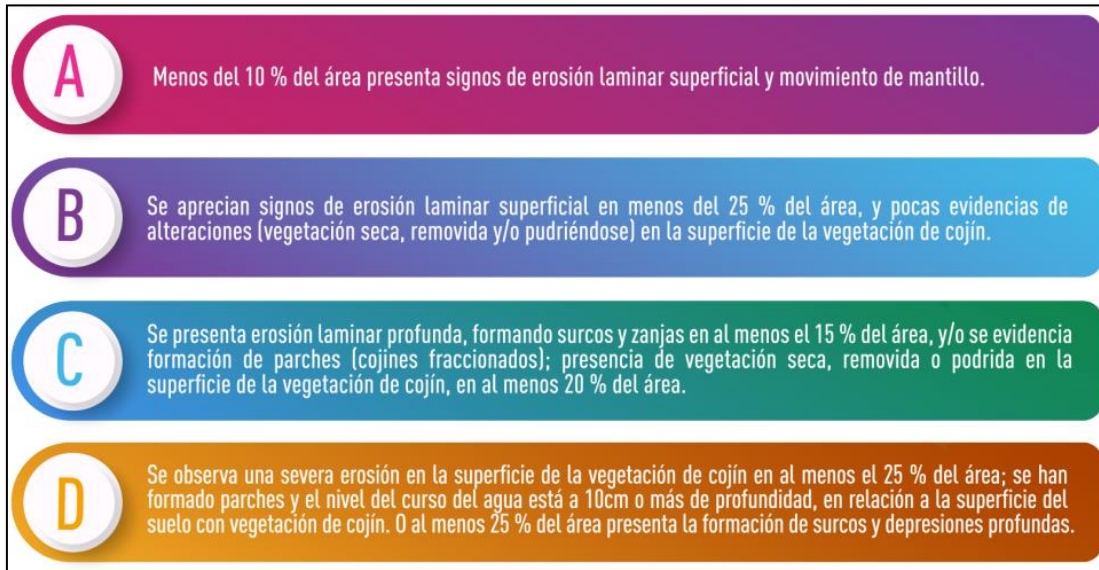 A
Menos del 10 % del área presenta signos de erosión laminar superficial y movimiento de mantillo.
B
Se aprecian signos de erosión laminar superficial en menos del 25 % del área, y pocas evidencias de
alteraciones (vegetación seca, removida y/o pudriéndose) en la superficie de la vegetación de cojín.
C
Se presenta erosión laminar profunda, formando surcos y zanjas en al menos el 15 % del área, y/o se evidencia
formación de parches (cojines fraccionados); presencia de vegetación seca, removida o podrida en la
superficie de la vegetación de cojín, en al menos 20 % del área.
D
Se observa una severa erosión en la superficie de la vegetación de cojín en al menos el 25 % del área; se han
formado parches y el nivel del curso del agua está a 10cm o más de profundidad, en relación a la superficie del
suelo con vegetación de cojín. O al menos 25 % del área presenta la formación de surcos y depresiones profundas.